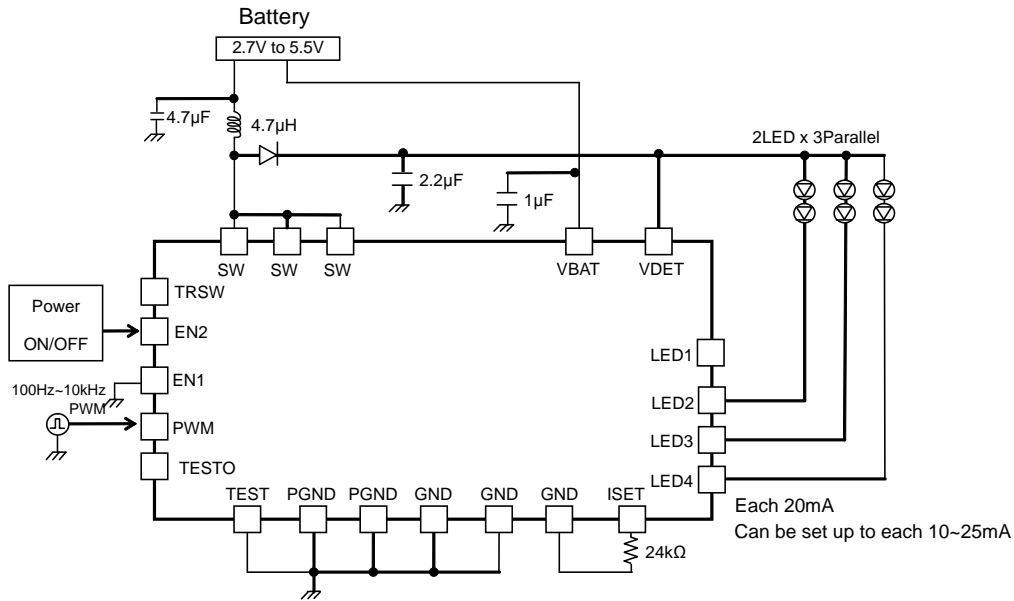 Battery
2.7V to 5.5V
4.7µF
4.7µH
2LED x 3Parallel
2.2µF
1µF
SW
SW
SW
VBAT
VDET
TRSW
Power
ON/OFF
EN2
LED1
EN1
100Hz~10kHz
PWM
LED2
PWM
LED3
TESTO
LED4
TEST
PGND
PGND
GND
GND
GND
ISET
Each 20mA
Can be set up to each 10~25mA
24kΩ